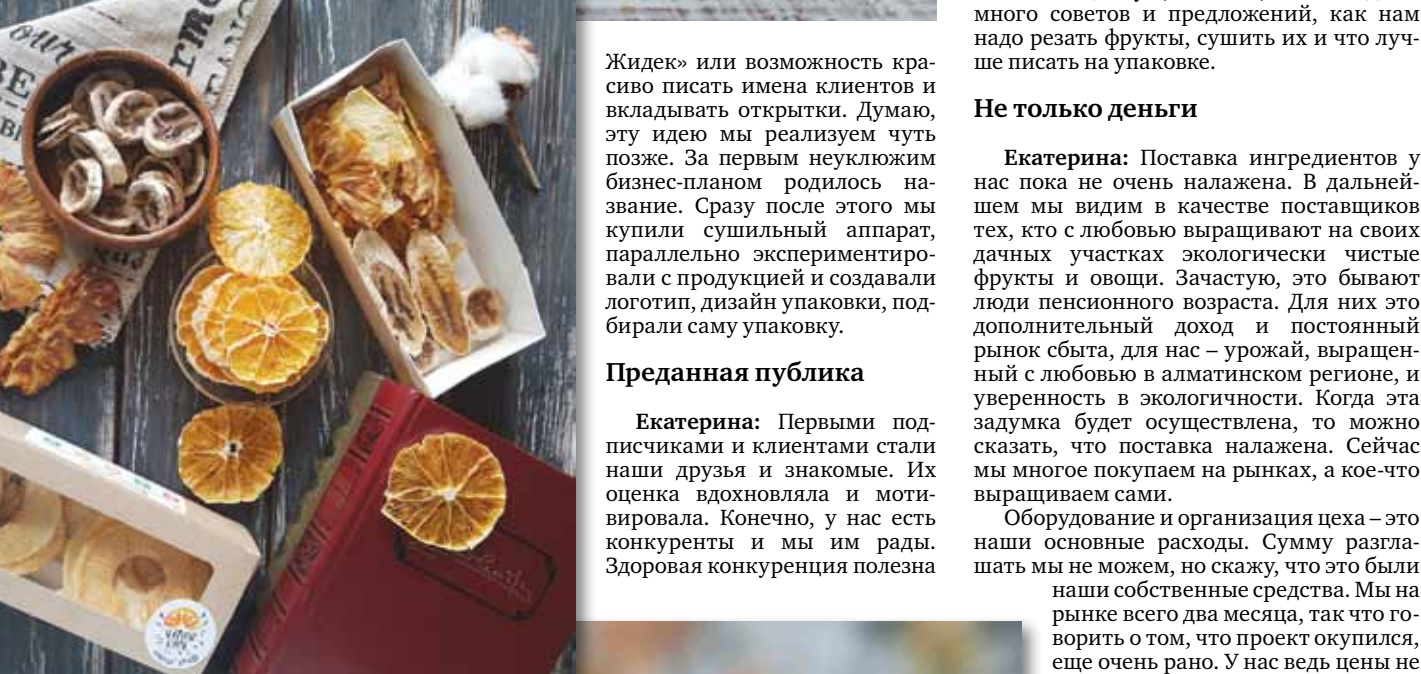 our
Жидек» или возможность кра-
сиво писать имена клиентов и
вкладывать открытки. Думаю,
эту идею мы реализуем чуть
позже. За первым неуклюжим
бизнес-планом родилось на-
звание. Сразу после этого мы
купили сушильный аппарат,
параллельно экспериментиро-
вали с продукцией и создавали
логотип, дизайн упаковки, под-
бирали саму упаковку.
Преданная публика
Екатерина: Первыми под-
писчиками и клиентами стали
наши друзья и знакомые. Их
оценка вдохновляла и моти-
вировала. Конечно, у нас есть
конкуренты и мы им рады.
Здоровая конкуренция полезна
много советов и предложений, как нам
надо резать фрукты, сушить их и что луч-
ше писать на упаковке.
Не только деньги
Екатерина: Поставка ингредиентов у
нас пока не очень налажена. В дальней-
шем мы видим в качестве поставщиков
тех, кто с любовью выращивают на своих
дачных участках экологически чистые
фрукты и овощи. Зачастую, это бывают
люди пенсионного возраста. Для них это
дополнительный доход и постоянный
рынок сбыта, для нас – урожай, выращен-
ный с любовью в алматинском регионе, и
уверенность в экологичности. Когда эта
задумка будет осуществлена, то можно
сказать, что поставка налажена. Сейчас
мы многое покупаем на рынках, а кое-что
выращиваем сами.
Оборудование и организация цеха – это
наши основные расходы. Сумму разгла-
шать мы не можем, но скажу, что это были
наши собственные средства. Мы на
рынке всего два месяца, так что го-
ворить о том, что проект окупился,
еще очень рано. У нас ведь цены не